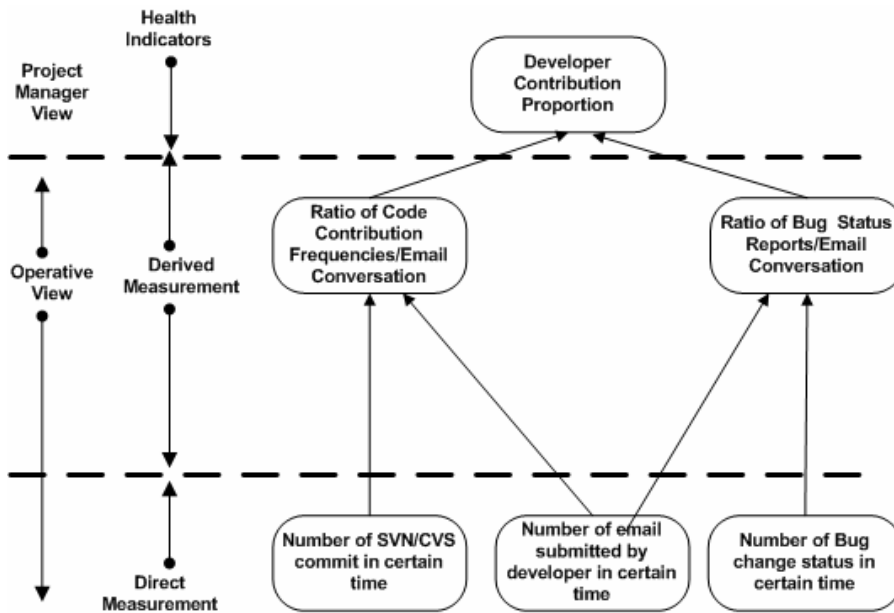 Health
Indicators
Project
Manager
View
Developer
Contribution
Proportion
Operative
View
Derived
Measurement
Ratio of Code
Contribution
Frequencies/Email
Conversation
Ratio of Bug Status
Reports/Email
Conversation
Direct
Measurement
Number of SVN/CVS
commit in certain
time
Number of email
submitted by
developer in certain
time
Number of Bug
change status in
certain time